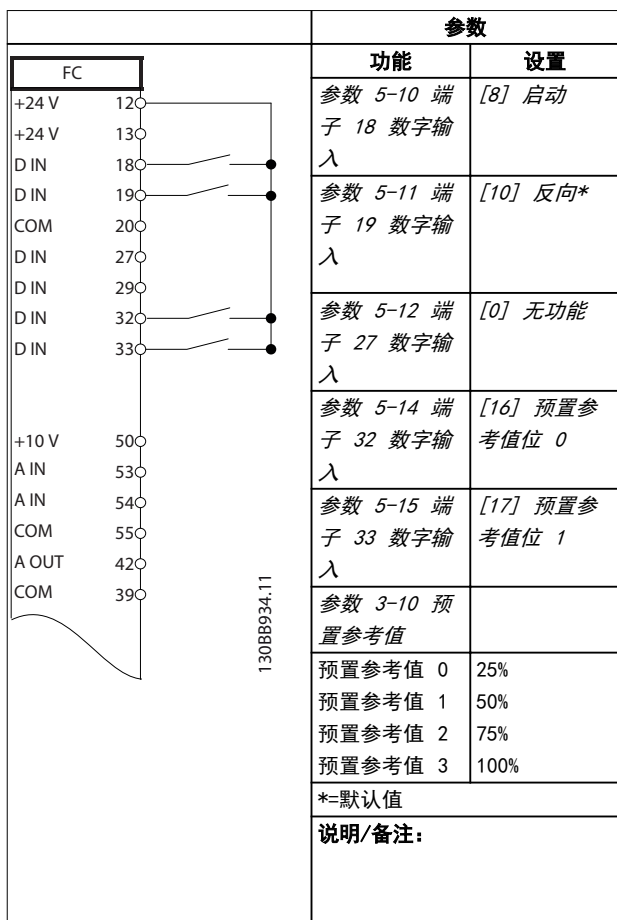 FC
+24 V 12
+24 V 13
D IN 18
D IN 19
COM 20
D IN 27
D IN 29
D IN 32
D IN 33
+10 V 50
A IN 53
A IN 54
COM 55
A OUT 42
COM 39
130BB934.11
参数
功能 设置
参数 5-10 端 [8] 启动
子 18 数字输
入
参数 5-11 端 [10] 反向*
子 19 数字输
入
参数 5-12 端 [0] 无功能
子 27 数字输
入
参数 5-14 端 [16] 预置参
子 32 数字输 考值位 0
入
参数 5-15 端 [17] 预置参
子 33 数字输 考值位 1
入
参数 3-10 预
置参考值
预置参考值 0 25%
预置参考值 1 50%
预置参考值 2 75%
预置参考值 3 100%
*=默认值
说明/备注: